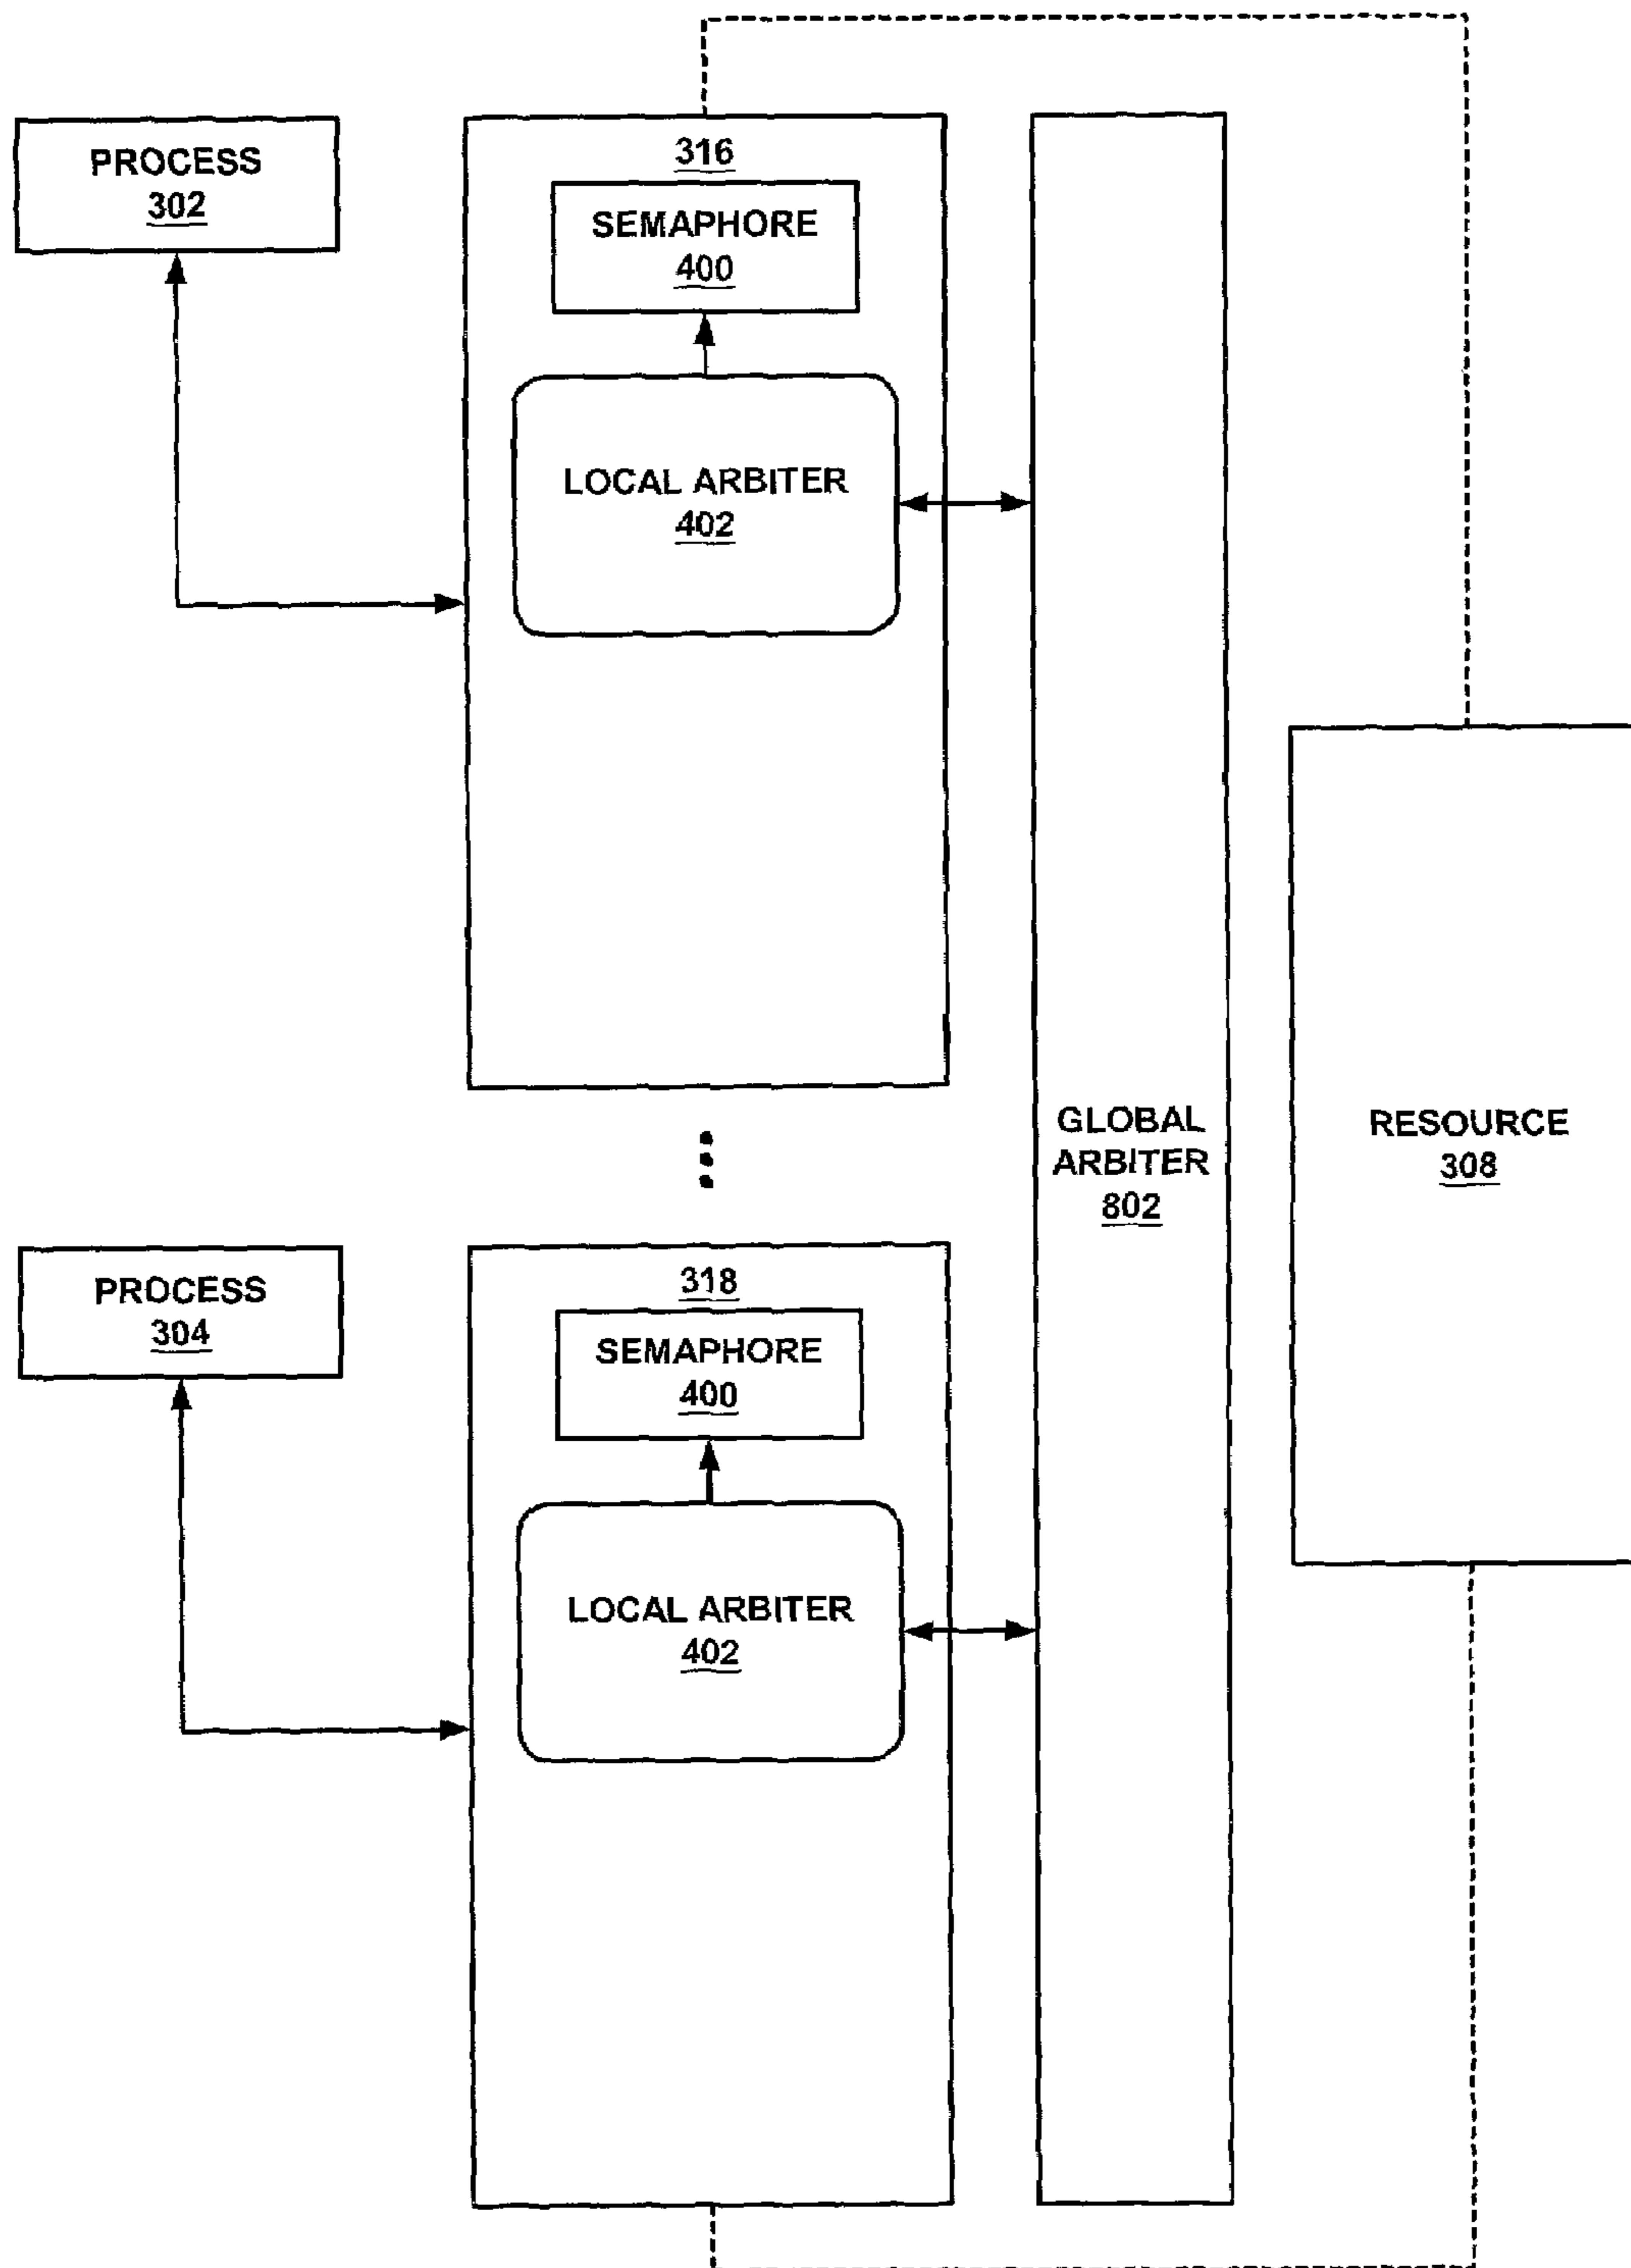 PROCESS
302
316
SEMAPHORE
400
LOCAL ARBITER
402
GLOBAL
ARBITER
802
RESOURCE
308
PROCESS
304
318
SEMAPHORE
400
LOCAL ARBITER
402